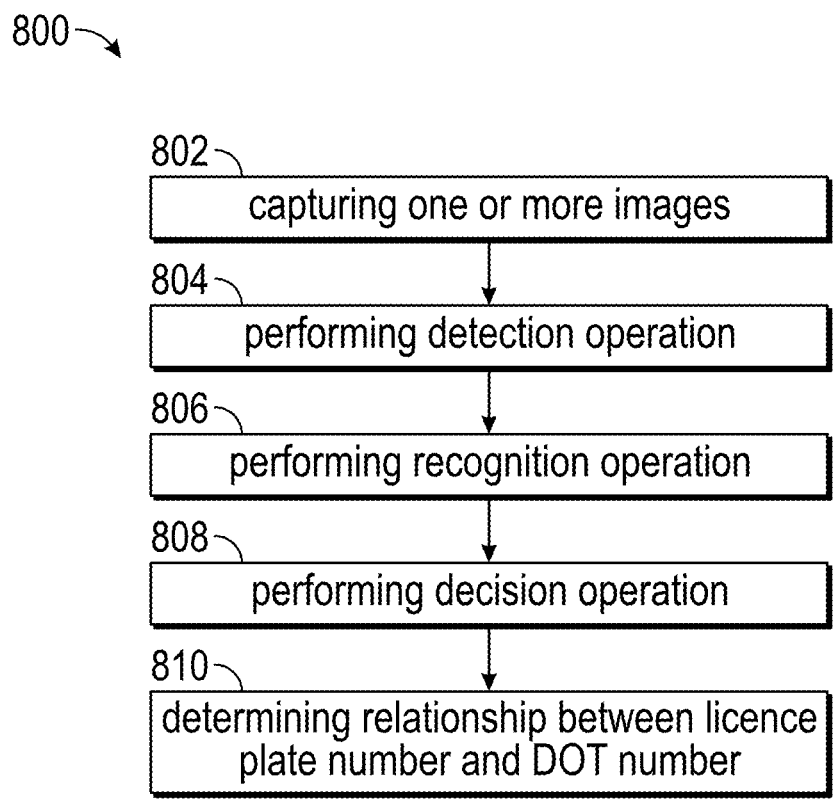 800
802
capturing one or more images
804
performing detection operation
806
performing recognition operation
808
performing decision operation
810
determining relationship between licence
plate number and DOT number